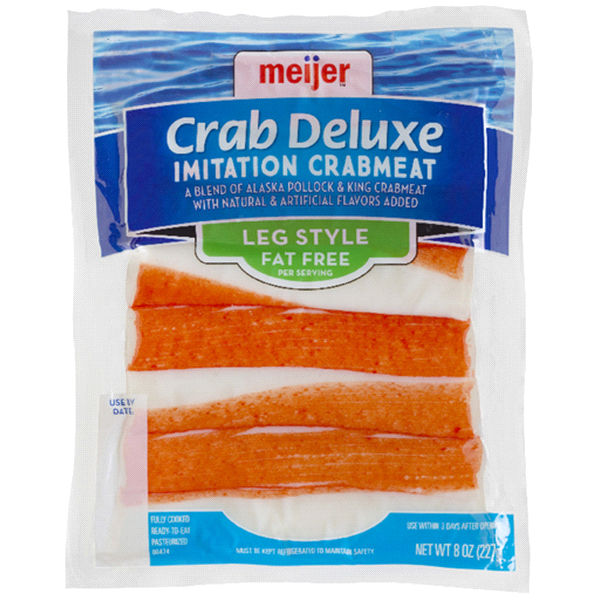 meijer
Crab Deluxe
IMITATION CRABMEAT
A BLEND OF ALASKA POLLOCK & KING CRABMEAT
WITH NATURAL & ARTIFICIAL FLAVORS ADDED
LEG STYLE
FAT FREE
PER SERVING
USE BY
DATE
FULLY COOKED
READY-TO-EAT
PASTEURIZED
MUST BE KEPT REFRIGERATED TO MAINTAIN SAFETY
USE WITHIN 3 DAYS AFTER OPENING
NET WT 8 OZ (227